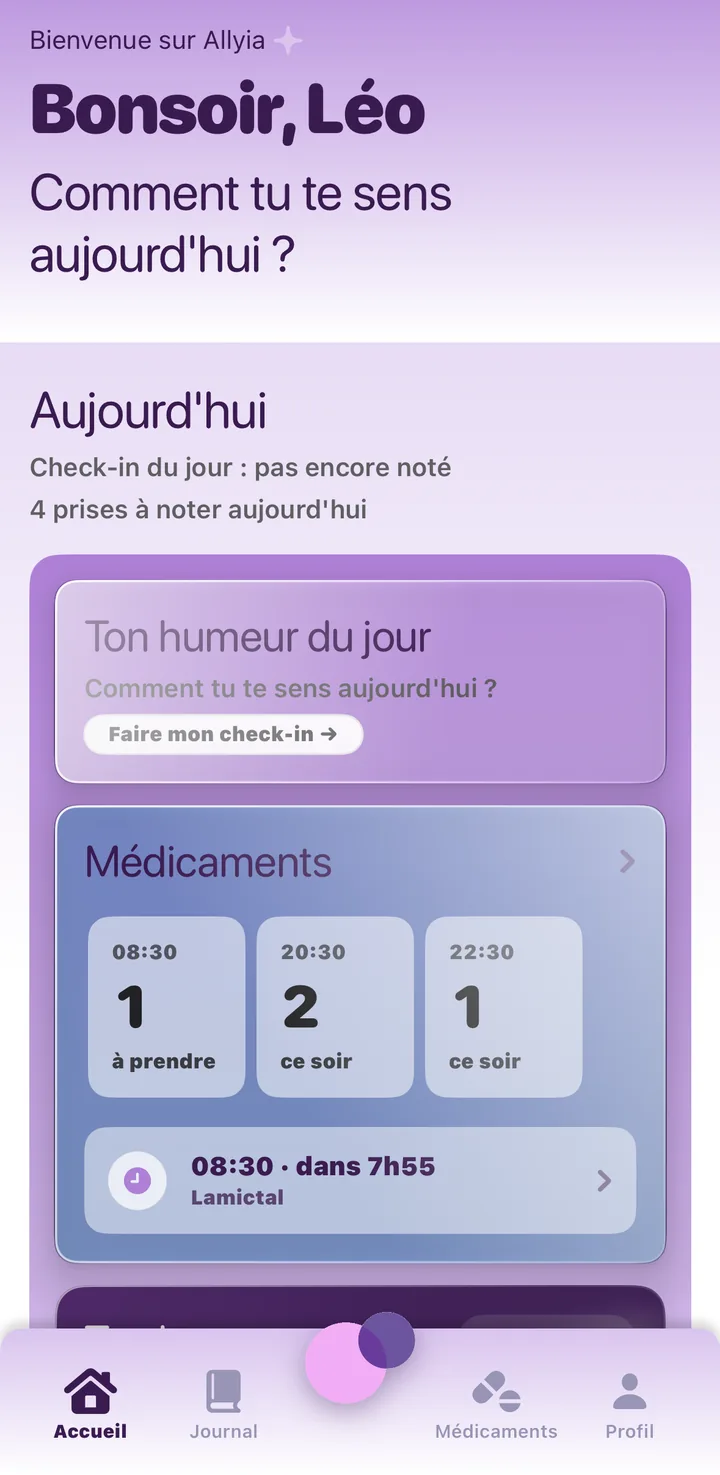 Bienvenue sur Allyia
Bonsoir, Léo
Comment tu te sens
aujourd'hui ?
Aujourd'hui
Check-in du jour : pas encore noté
4 prises à noter aujourd'hui
Ton humeur du jour
Comment tu te sens aujourd'hui ?
Faire mon check-in →
Médicaments
08:30 20:30 22:30
1 2 1
à prendre ce soir ce soir
08:30 · dans 7h55
Lamictal
Accueil Journal Médicaments Profil